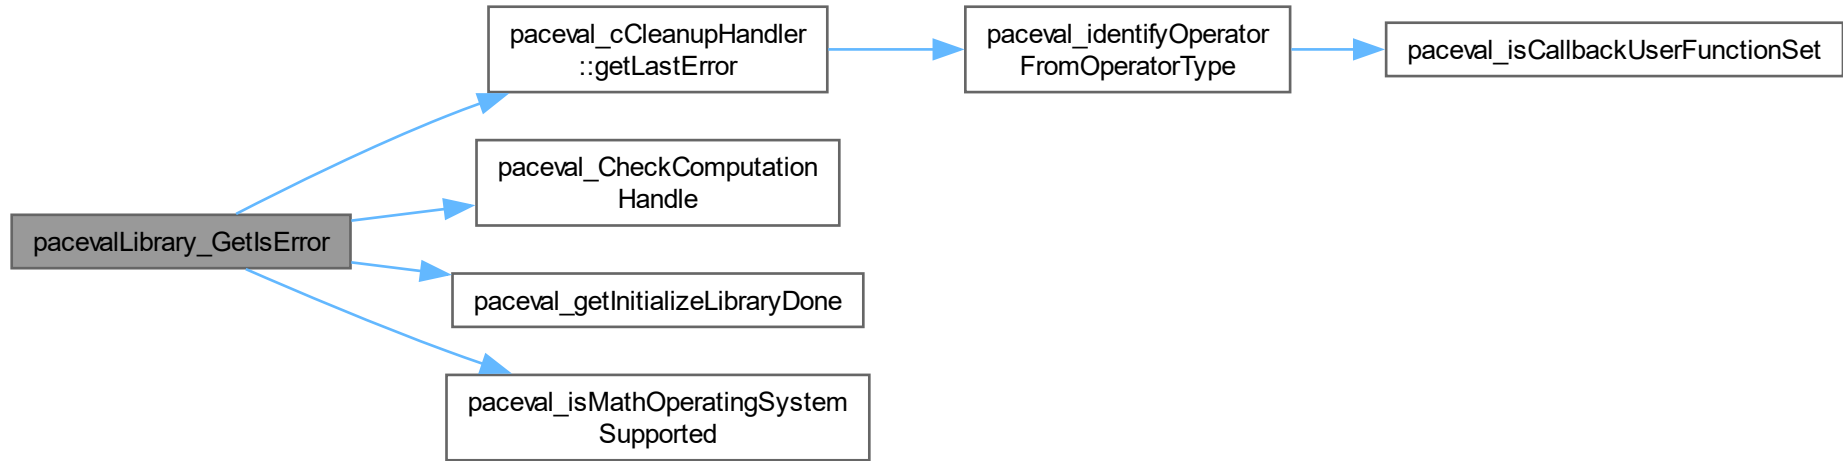 paceval_cCleanupHandler
::getLastError
paceval_identifyOperator
FromOperatorType
paceval_isCallbackUserFunctionSet
paceval_CheckComputation
Handle
pacevalLibrary_GetIsError
paceval_getInitializeLibraryDone
paceval_isMathOperatingSystem
Supported